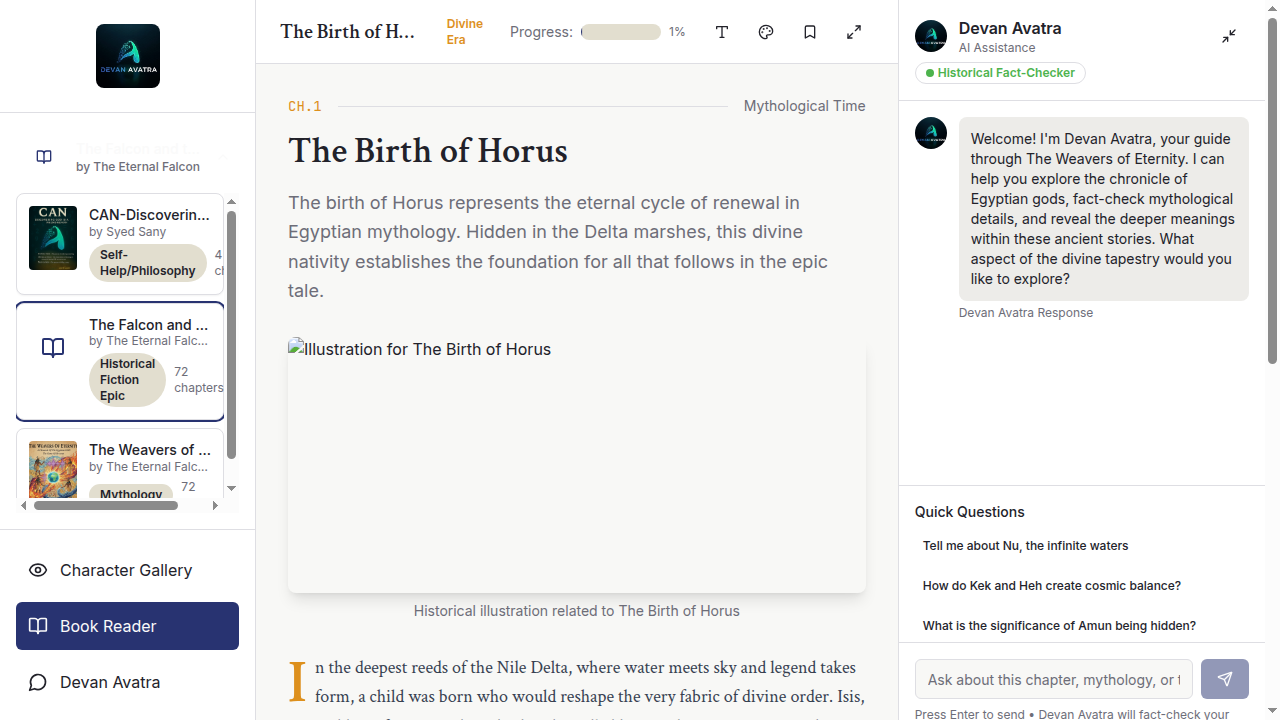 DEVAN AVATRA
by The Eternal Falcon
CAN
CAN-Discoverin...
by Syed Sany
Self-
Help/Philosophy
4
ch
The Falcon and ...
by The Eternal Falc...
Historical
Fiction
Epic
72
chapters
THE WEAVERS OF ETERNITY
The Weavers of ...
by The Eternal Falc...
Mythology
72
Character Gallery
Book Reader
Devan Avatra
The Birth of H...
Divine
Era
Progress:
1%
CH.1
Mythological Time
The Birth of Horus
The birth of Horus represents the eternal cycle of renewal in
Egyptian mythology. Hidden in the Delta marshes, this divine
nativity establishes the foundation for all that follows in the epic
tale.
Illustration for The Birth of Horus
Historical illustration related to The Birth of Horus
In the deepest reeds of the Nile Delta, where water meets sky and legend takes
form, a child was born who would reshape the very fabric of divine order. Isis,
Devan Avatra
AI Assistance
Historical Fact-Checker
Welcome! I'm Devan Avatra, your guide
through The Weavers of Eternity. I can
help you explore the chronicle of
Egyptian gods, fact-check mythological
details, and reveal the deeper meanings
within these ancient stories. What
aspect of the divine tapestry would you
like to explore?
Devan Avatra Response
Quick Questions
Tell me about Nu, the infinite waters
How do Kek and Heh create cosmic balance?
What is the significance of Amun being hidden?
Ask about this chapter, mythology, or t
Press Enter to send • Devan Avatra will fact-check your